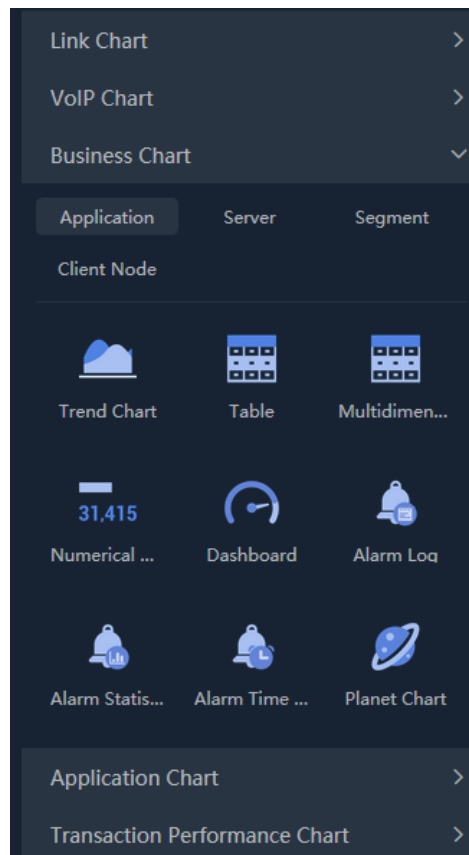 Link Chart
VoIP Chart
Business Chart
Application Server Segment
Client Node
Trend Chart Table Multidimen...
31,415
Numerical ... Dashboard Alarm Log
Alarm Statis... Alarm Time ... Planet Chart
Application Chart
Transaction Performance Chart